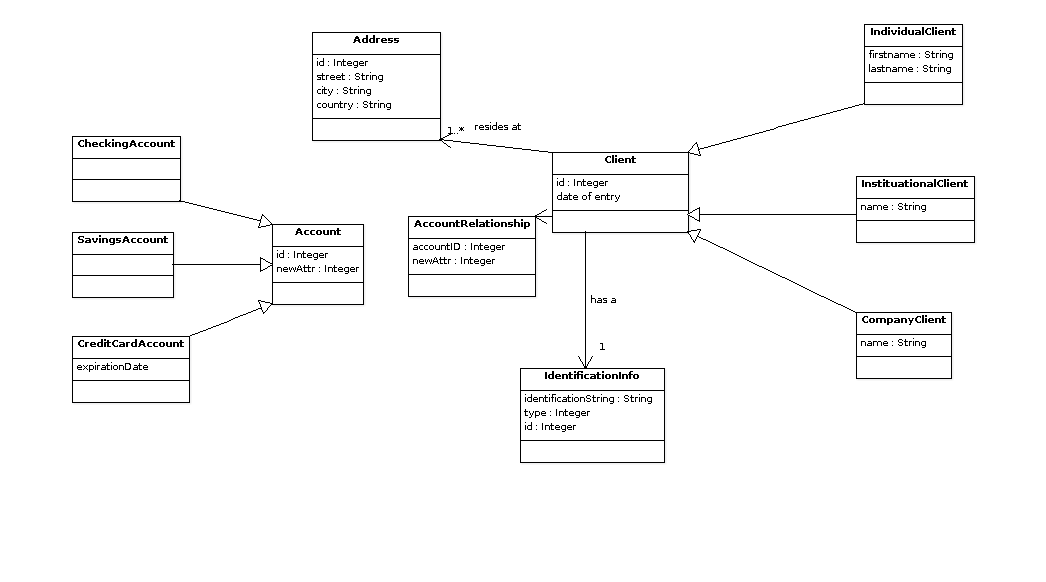 Address
id : Integer
street : String
city : String
country : String
1..*
resides at
IndividualClient
firstname : String
lastname : String
CheckingAccount
Client
id : Integer
date of entry
InstituationalClient
name : String
SavingsAccount
Account
id : Integer
newAttr : Integer
AccountRelationship
accountID : Integer
newAttr : Integer
has a
1
CreditCardAccount
expirationDate
CompanyClient
name : String
IdentificationInfo
identificationString : String
type : Integer
id : Integer